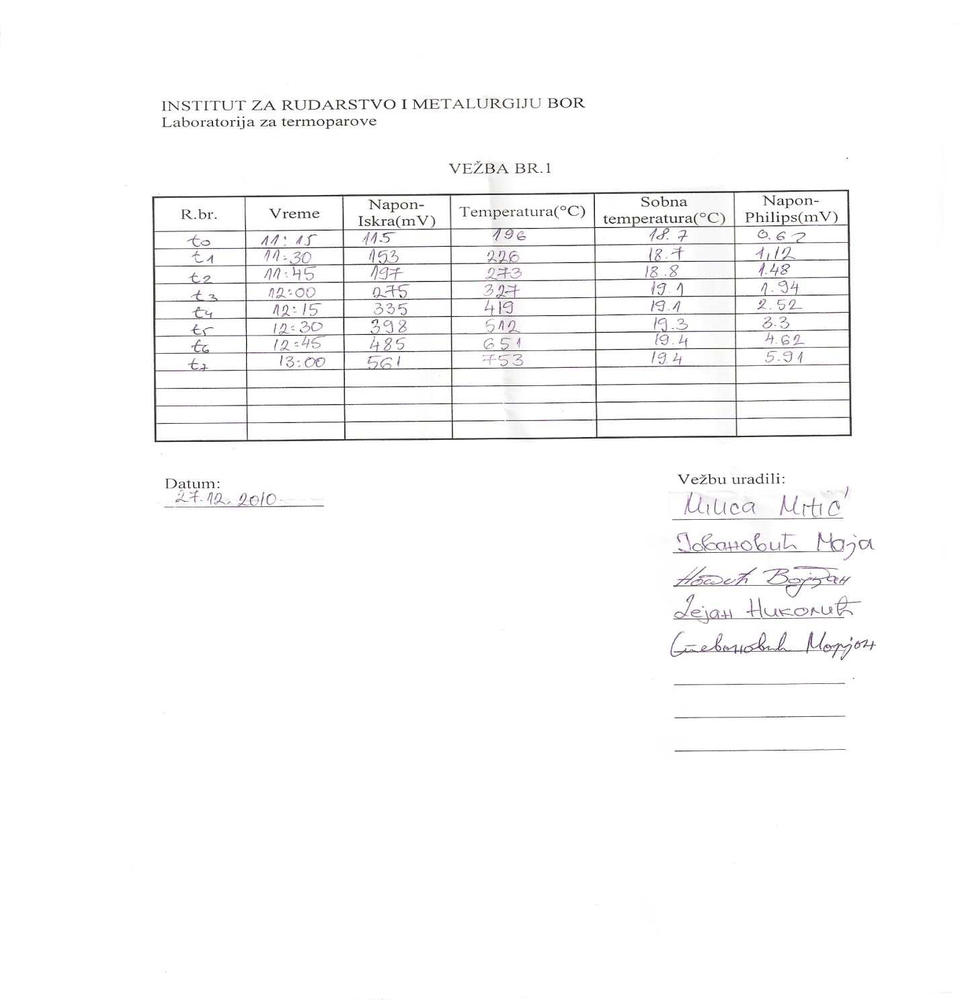 INSTITUT ZA RUDARSTVO I METALURGIJU BOR
Laboratorija za termoparove
VEŽBA BR.1
R.br. Vreme Napon-Iskra(mV) Temperatura(°C) Sobna temperatura(°C) Napon-Philips(mV)
t0 11:15 115 196 18.7 0.62
t1 11:30 153 226 18.7 1,12
t2 11:45 197 273 18.8 1.48
t3 12:00 275 327 19.1 1.94
t4 12:15 335 419 19.1 2.52
t5 12:30 398 512 19.3 3.3
t6 12:45 485 651 19.4 4.62
t7 13:00 561 753 19.4 5.91
Datum:
27.12.2010
Vežbu uradili:
Milica Mitić
Јовановић Маја
Војкан
Дејан Николић
Стевановић Марјан